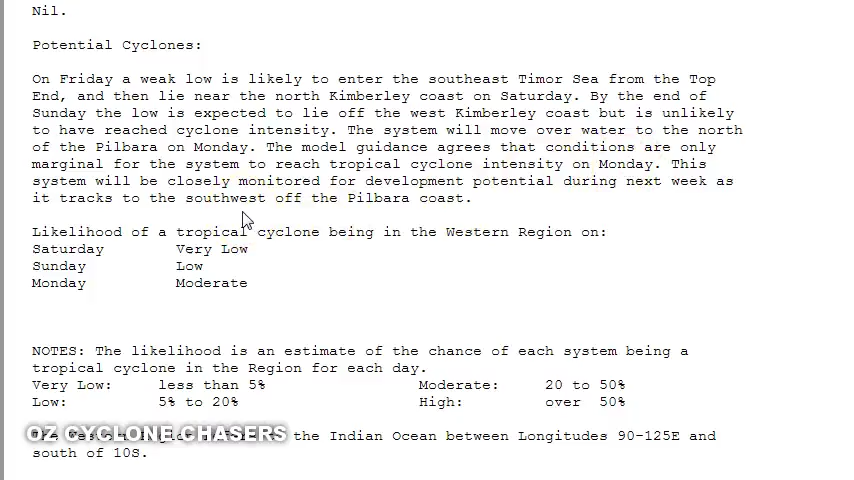 Nil.
Potential Cyclones:
On Friday a weak low is likely to enter the southeast Timor Sea from the Top
End, and then lie near the north Kimberley coast on Saturday. By the end of
Sunday the low is expected to lie off the west Kimberley coast but is unlikely
to have reached cyclone intensity. The system will move over water to the north
of the Pilbara on Monday. The model guidance agrees that conditions are only
marginal for the system to reach tropical cyclone intensity on Monday. This
system will be closely monitored for development potential during next week as
it tracks to the southwest off the Pilbara coast.
Likelihood of a tropical cyclone being in the Western Region on:
Saturday Very Low
Sunday Low
Monday Moderate
NOTES: The likelihood is an estimate of the chance of each system being a
tropical cyclone in the Region for each day.
Very Low: less than 5% Moderate: 20 to 50%
Low: 5% to 20% High: over 50%
OZ CYCLONE CHASERS
the Indian Ocean between Longitudes 90-125E and
south of 10S.